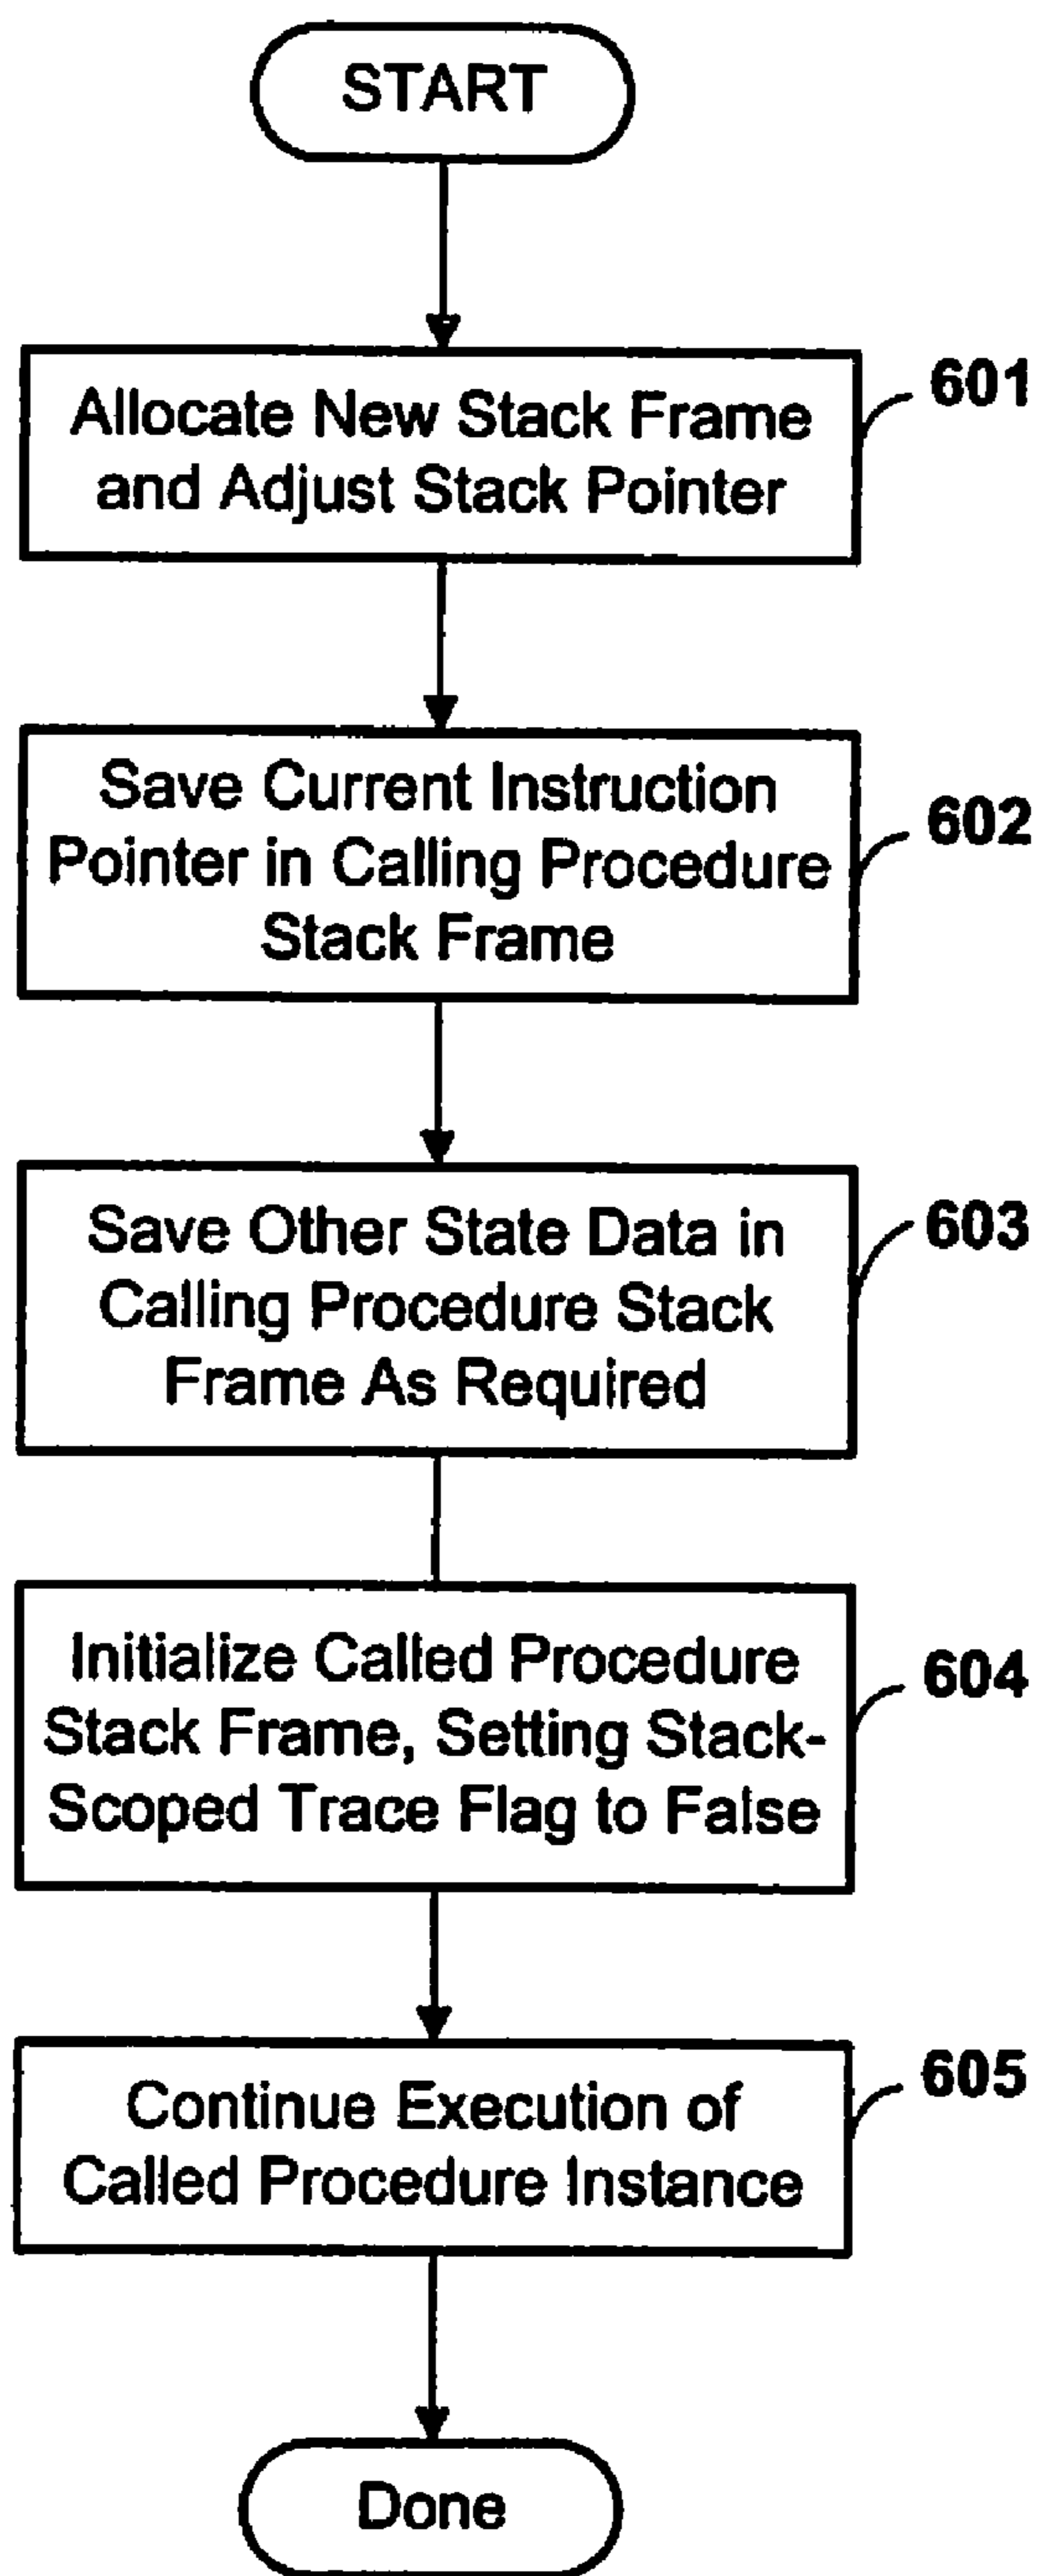 START
Allocate New Stack Frame
and Adjust Stack Pointer
601
Save Current Instruction
Pointer in Calling Procedure
Stack Frame
602
Save Other State Data in
Calling Procedure Stack
Frame As Required
603
Initialize Called Procedure
Stack Frame, Setting Stack-
Scoped Trace Flag to False
604
Continue Execution of
Called Procedure Instance
605
Done